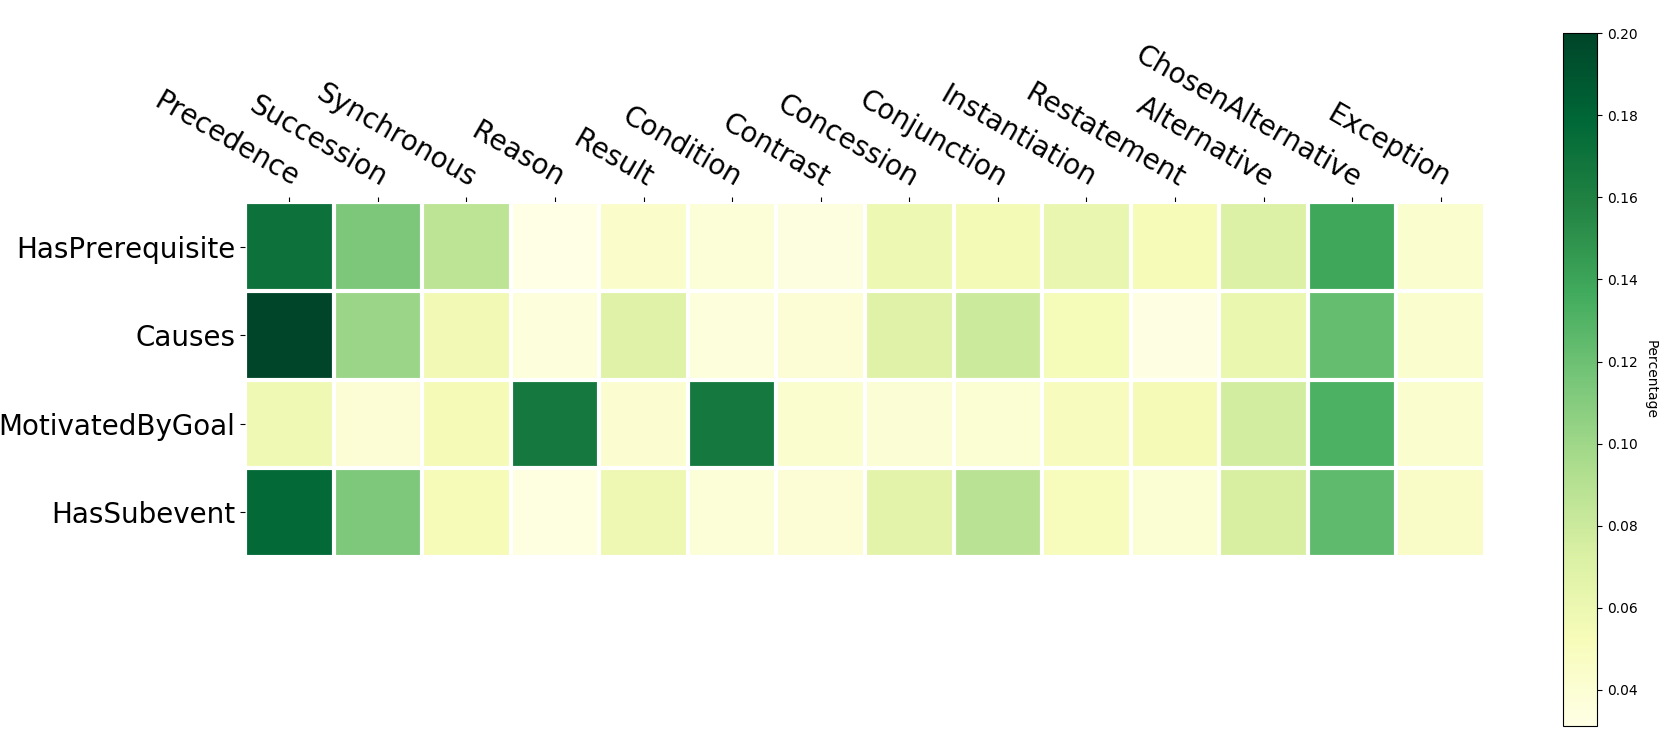 Precedence
Succession
Synchronous
Reason
Result
Condition
Contrast
Concession
Conjunction
Instantiation
Restatement
Alternative
ChosenAlternative
Exception
HasPrerequisite
Causes
MotivatedByGoal
HasSubevent
0.20
0.18
0.16
0.14
0.12
0.10
0.08
0.06
0.04
Percentage